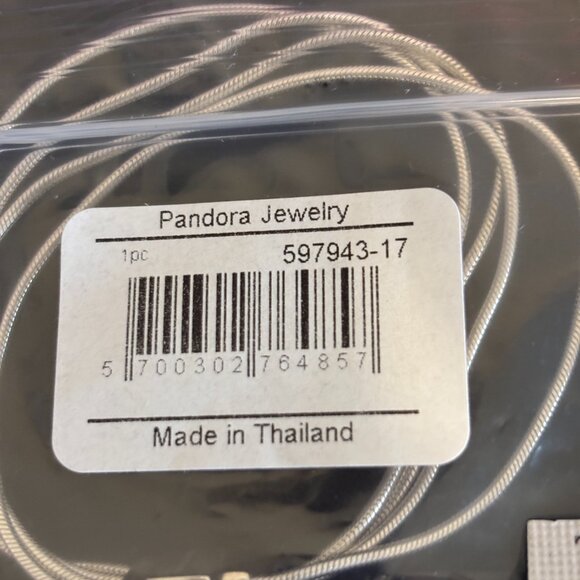 Pandora Jewelry
1pc 597943-17
5 700302 764857
Made in Thailand